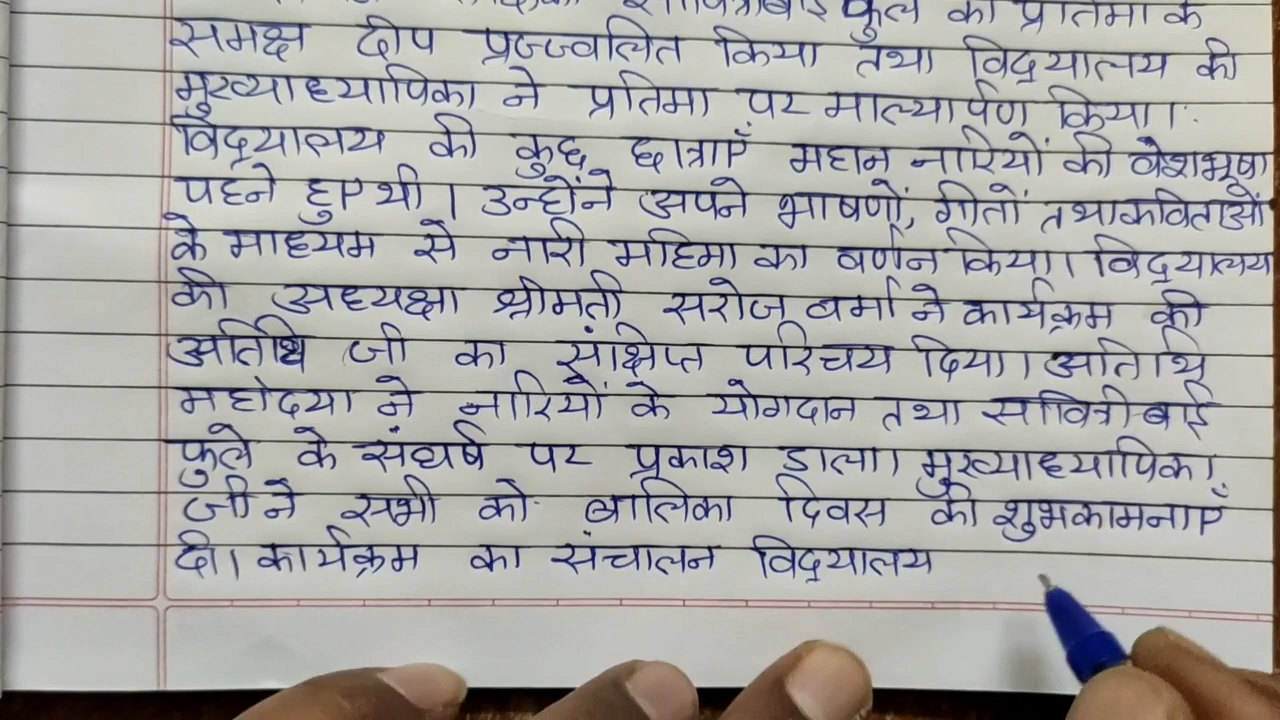 फुले की प्रतिमा के
समक्ष दीप प्रज्ज्वलित किया तथा विद्यालय की
मुख्याध्यापिका ने प्रतिमा पर माल्यार्पण किया।
विद्यालय की कुछ छात्राएँ महान नारियों की वेशभूषा
पहने हुए थी। उन्होंने अपने भाषणों, गीतों तथा कविताओं
के माध्यम से नारी महिमा का वर्णन किया। विद्यालय
की अध्यक्षा श्रीमती सरोज वर्मा ने कार्यक्रम की
अतिथि जी का संक्षिप्त परिचय दिया। अतिथि
महोदया ने नारियों के योगदान तथा सावित्रीबाई
फुले के संघर्ष पर प्रकाश डाला। मुख्याध्यापिका
जी ने सभी को बालिका दिवस की शुभकामनाएँ
दी। कार्यक्रम का संचालन विद्यालय